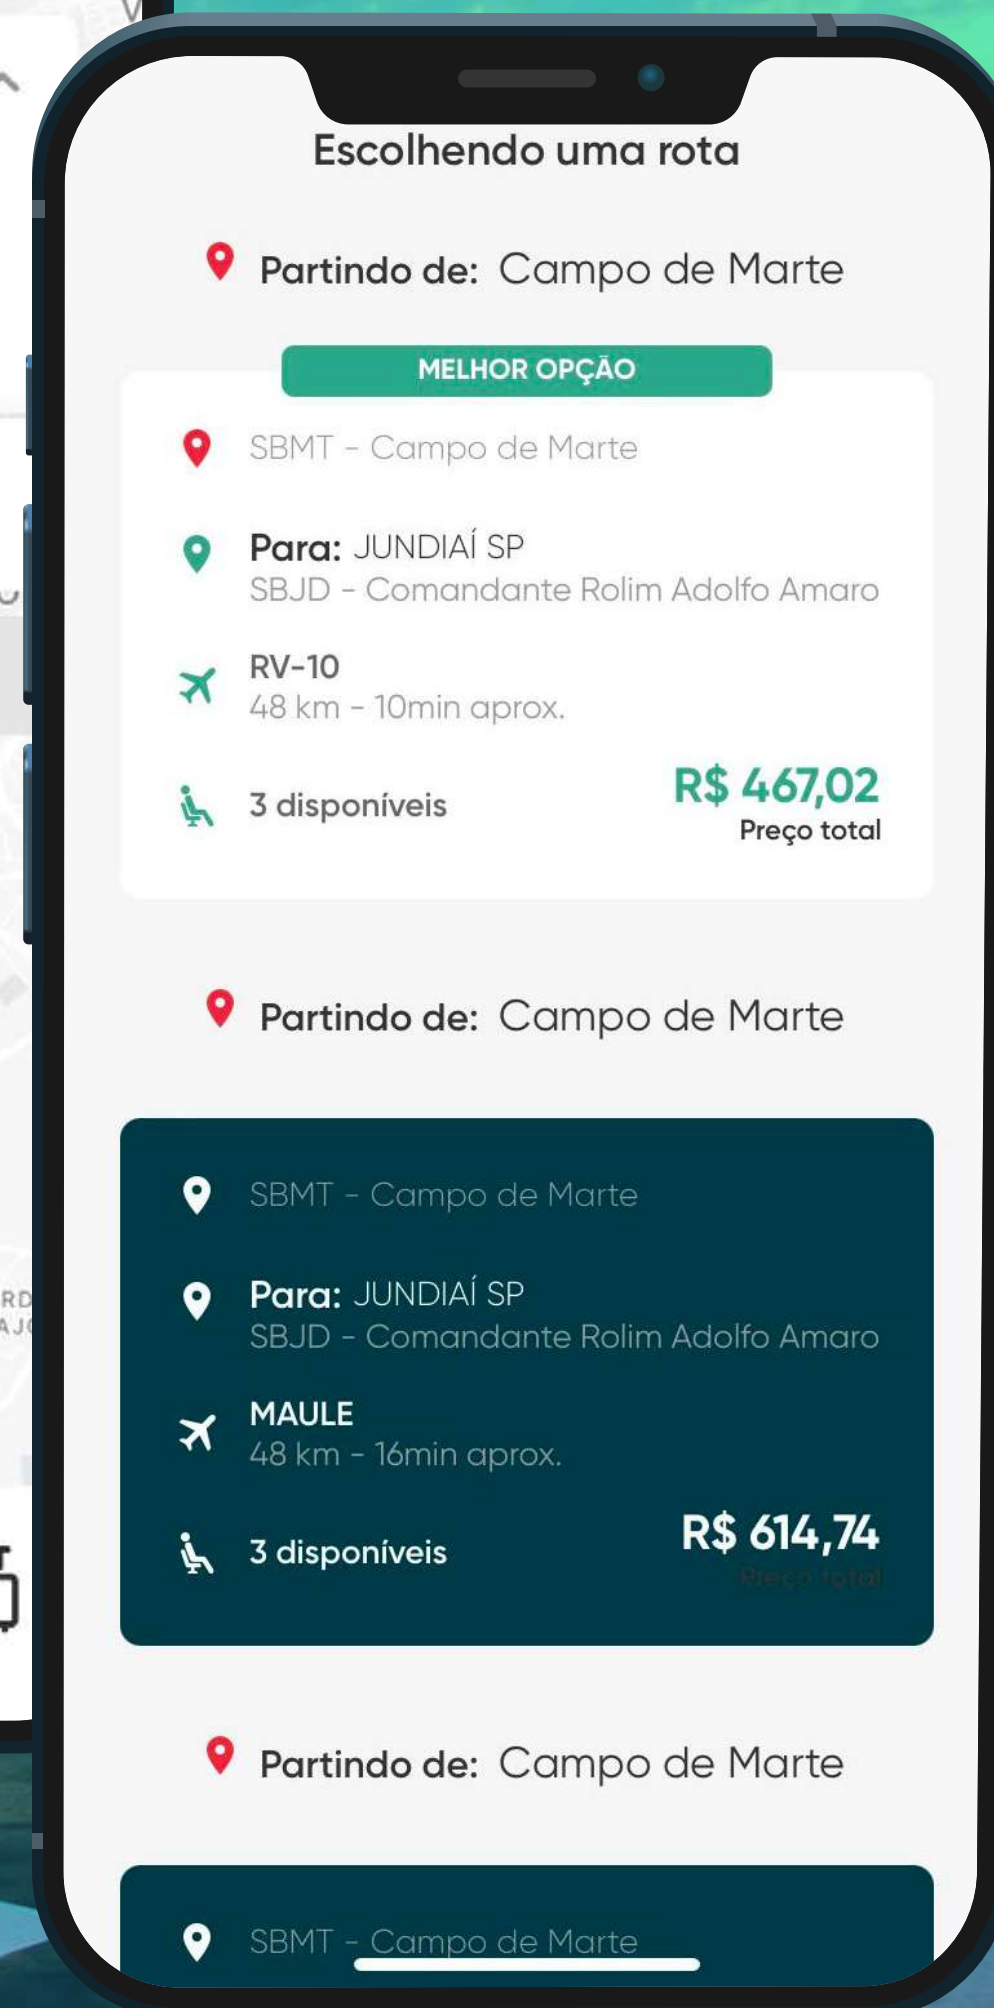 Escolhendo uma rota
Partindo de: Campo de Marte
MELHOR OPÇÃO
SBMT - Campo de Marte
Para: JUNDIAÍ SP
SBJD - Comandante Rolim Adolfo Amaro
RV-10
48 km - 10min aprox.
3 disponíveis
R$ 467,02
Preço total
Partindo de: Campo de Marte
SBMT - Campo de Marte
Para: JUNDIAÍ SP
SBJD - Comandante Rolim Adolfo Amaro
MAULE
48 km - 16min aprox.
3 disponíveis
R$ 614,74
Preço total
Partindo de: Campo de Marte
SBMT - Campo de Marte